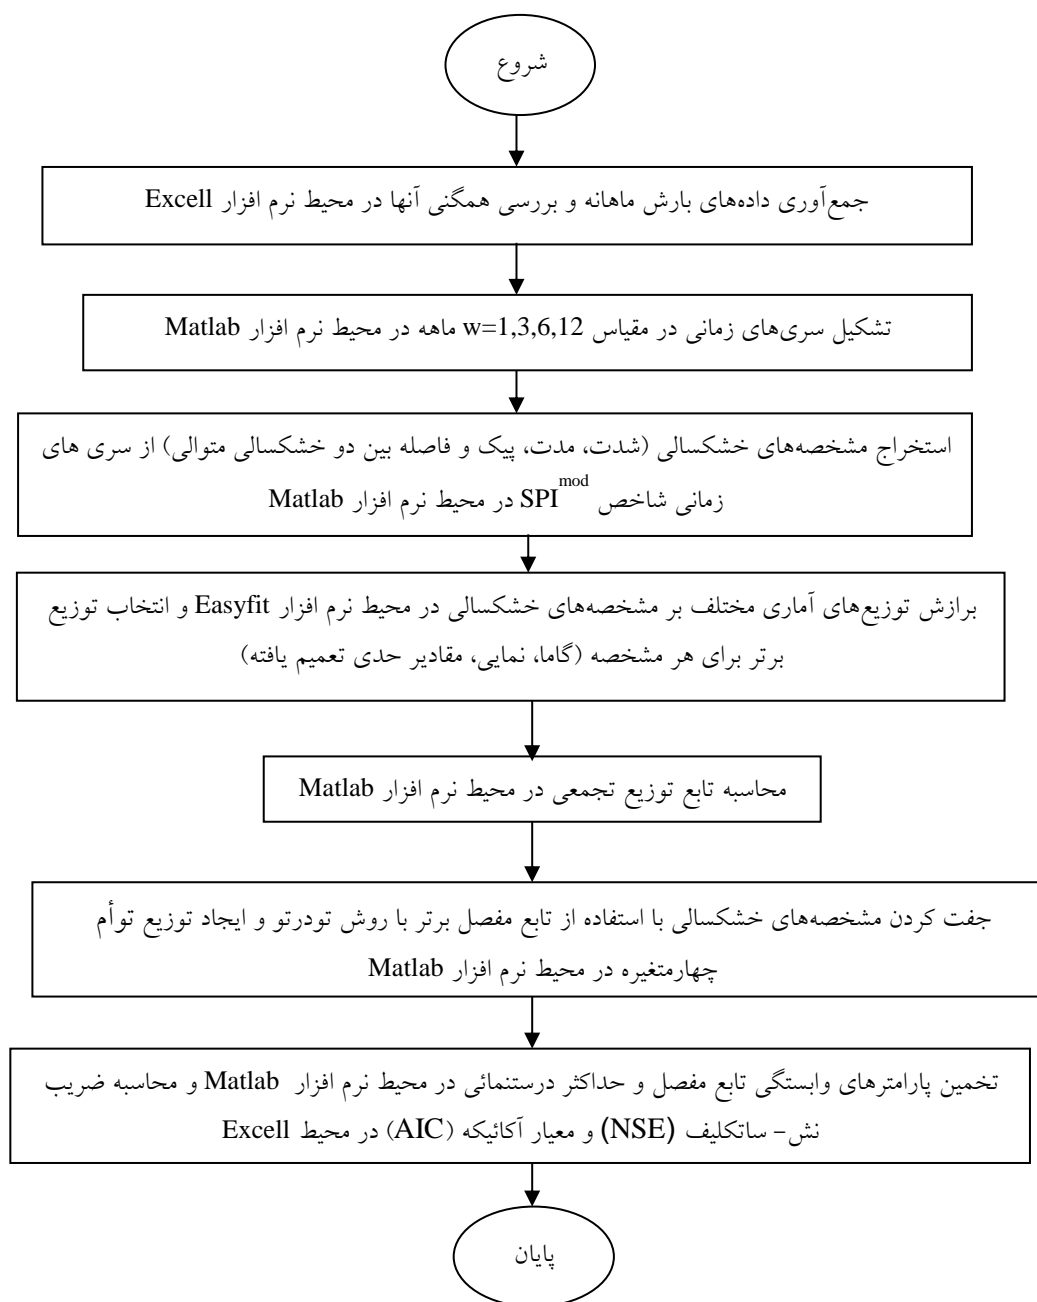 شروع
جمع‌آوری داده‌های بارش ماهانه و بررسی همگنی آنها در محیط نرم افزار Excell
تشکیل سری‌های زمانی در مقیاس w=1,3,6,12 ماهه در محیط نرم افزار Matlab
استخراج مشخصه‌های خشکسالی (شدت، مدت، پیک و فاصله بین دو خشکسالی متوالی) از سری های
زمانی شاخص SPI^mod در محیط نرم افزار Matlab
برازش توزیع‌های آماری مختلف بر مشخصه‌های خشکسالی در محیط نرم افزار Easyfit و انتخاب توزیع
برتر برای هر مشخصه (گاما، نمایی، مقادیر حدی تعمیم یافته)
محاسبه تابع توزیع تجمعی در محیط نرم افزار Matlab
جفت کردن مشخصه‌های خشکسالی با استفاده از تابع مفصل برتر با روش تودرتو و ایجاد توزیع توأم
چهارمتغیره در محیط نرم افزار Matlab
تخمین پارامترهای وابستگی تابع مفصل و حداکثر درستنمائی در محیط نرم افزار Matlab و محاسبه ضریب
نش- ساتکلیف (NSE) و معیار آکائیکه (AIC) در محیط Excell
پایان